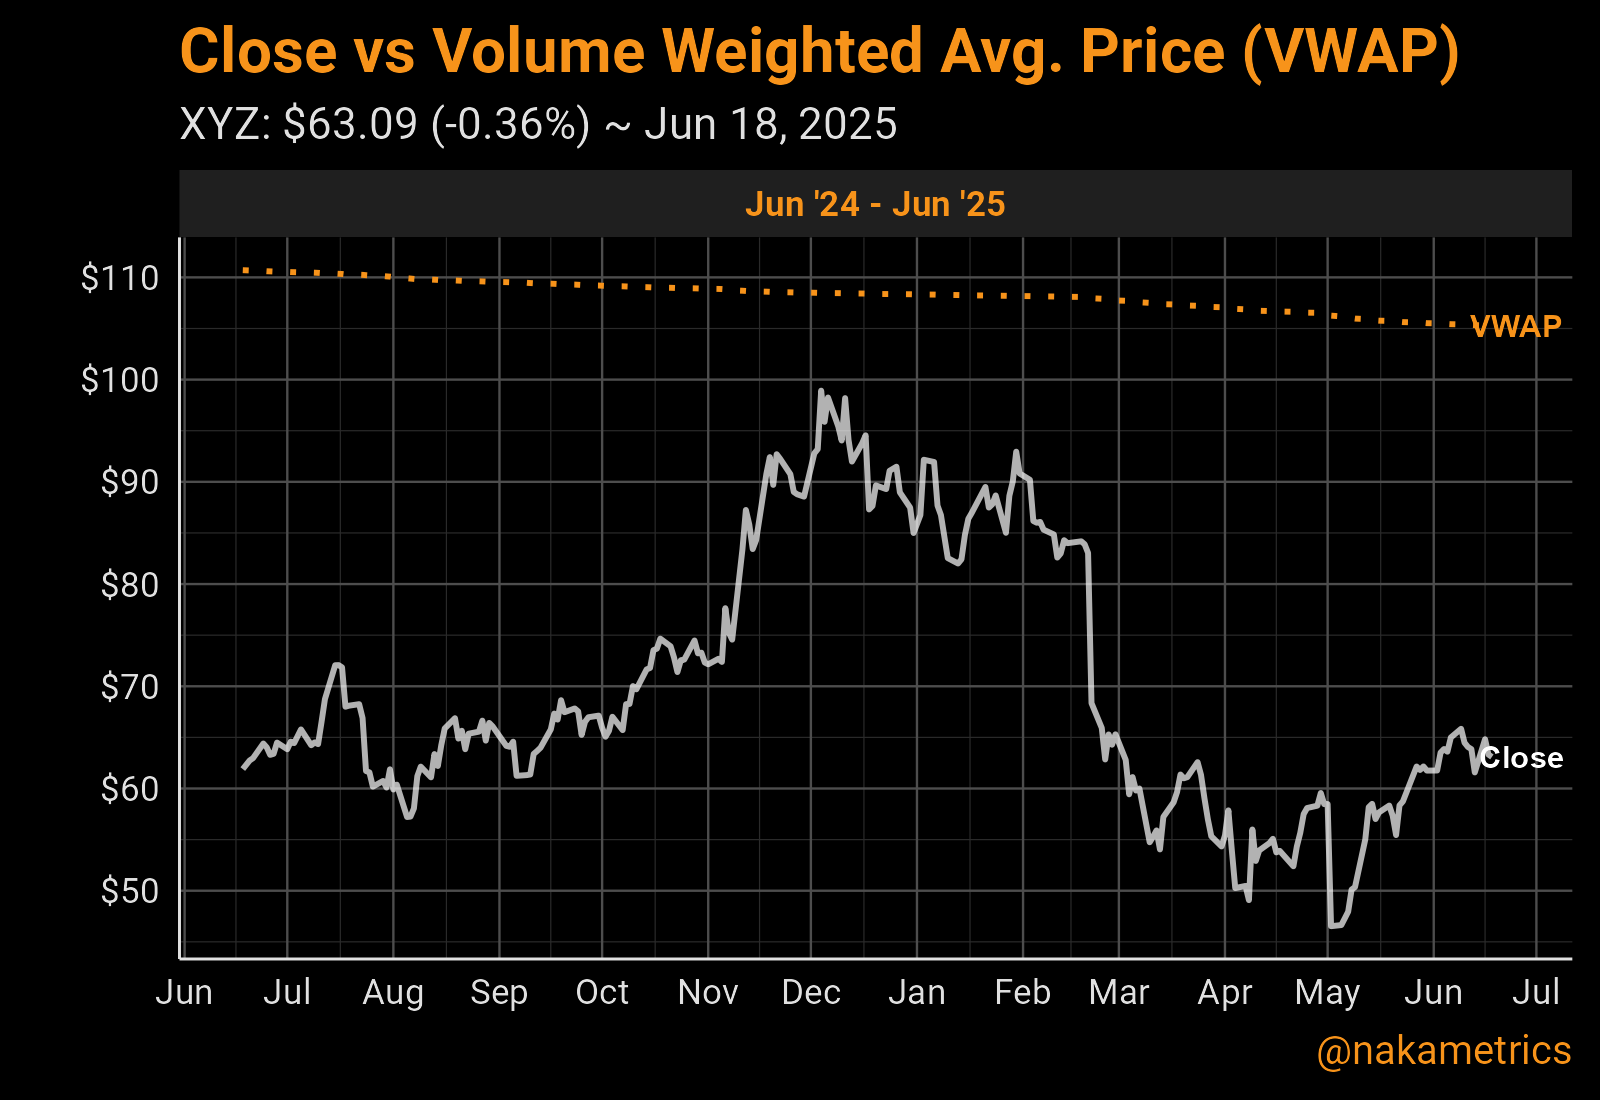 Close vs Volume Weighted Avg. Price (VWAP)
XYZ: $63.09 (-0.36%) ~ Jun 18, 2025
Jun '24 - Jun '25
$110
$100
$90
$80
$70
$60
$50
VWAP
Close
Jun Jul Aug Sep Oct Nov Dec Jan Feb Mar Apr May Jun Jul
@nakametrics